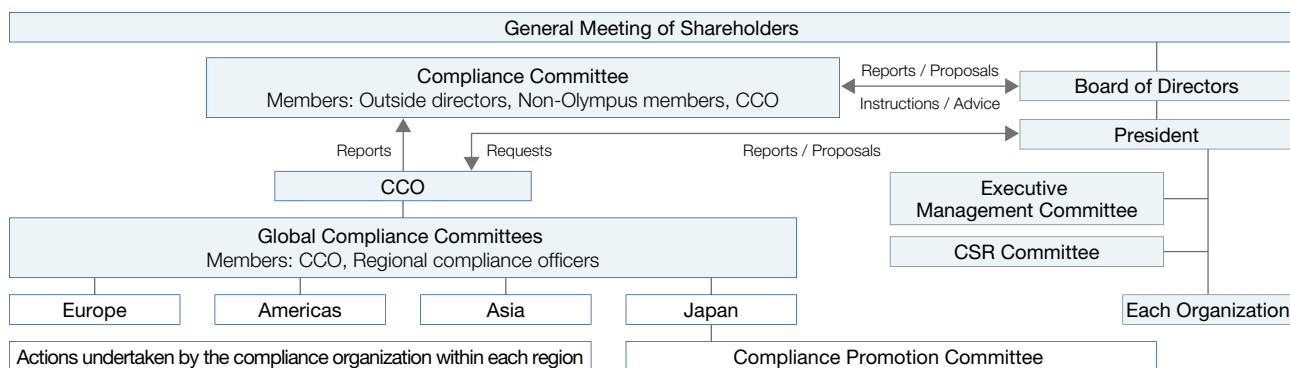 General Meeting of Shareholders
Compliance Committee
Members: Outside directors, Non-Olympus members, CCO
Reports / Proposals
Instructions / Advice
Board of Directors
President
Reports
Requests
Reports / Proposals
CCO
Executive
Management Committee
Global Compliance Committees
Members: CCO, Regional compliance officers
CSR Committee
Europe
Americas
Asia
Japan
Each Organization
Actions undertaken by the compliance organization within each region
Compliance Promotion Committee